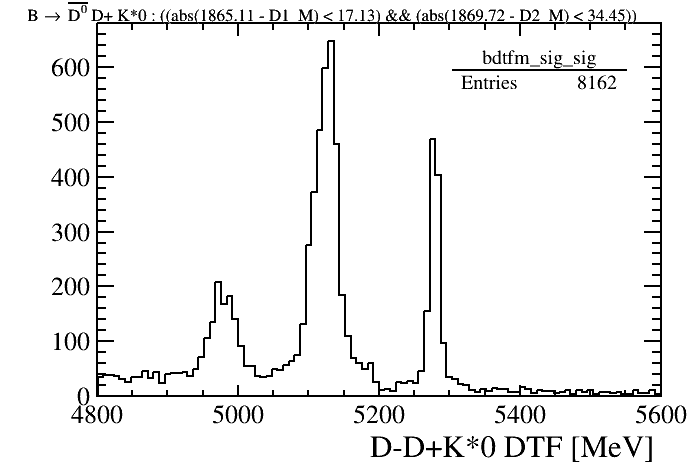 B → D̅⁰ D+ K*0 : ((abs(1865.11 - D1_M) < 17.13) && (abs(1869.72 - D2_M) < 34.45))
bdtfm_sig_sig
Entries 8162
600
500
400
300
200
100
0
4800 5000 5200 5400 5600
D-D+K*0 DTF [MeV]